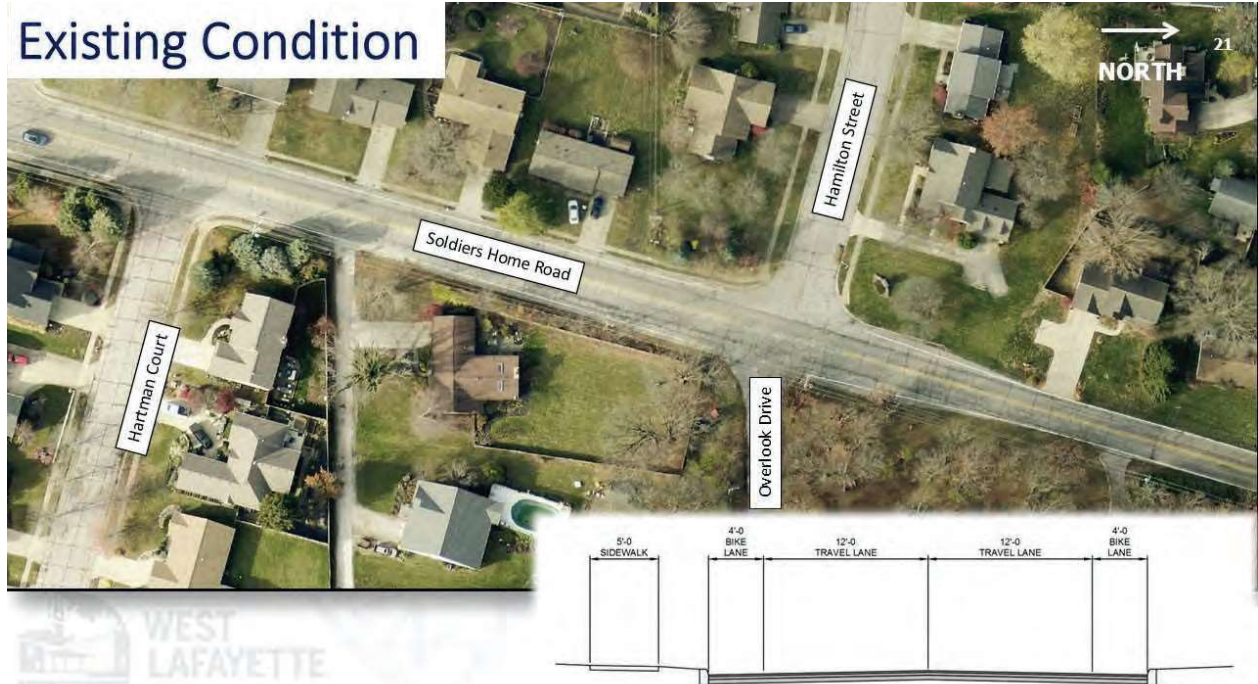 Existing Condition
NORTH
21
Hamilton Street
Soldiers Home Road
Hartman Court
Overlook Drive
5'-0
SIDEWALK
4'-0
BIKE
LANE
12'-0
TRAVEL LANE
12'-0
TRAVEL LANE
4'-0
BIKE
LANE
WEST
LAFAYETTE